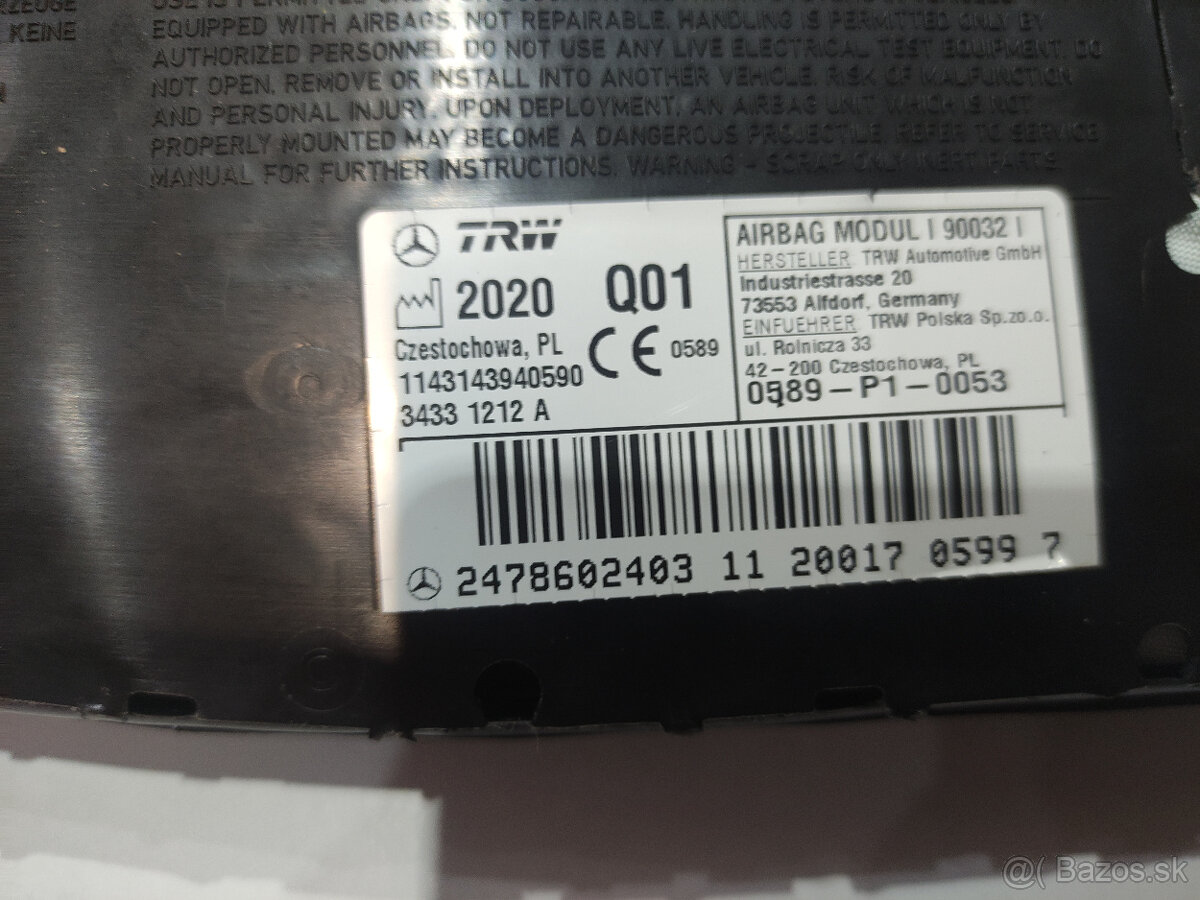 RZEUGE
KEINE
EQUIPPED WITH AIRBAGS. NOT REPAIRABLE. HANDLING IS PERMITTED ONLY BY
AUTHORIZED PERSONNEL. DO NOT USE ANY LIVE ELECTRICAL TEST EQUIPMENT. DO
NOT OPEN, REMOVE OR INSTALL INTO ANOTHER VEHICLE. RISK OF MALFUNCTION
AND PERSONAL INJURY. UPON DEPLOYMENT, AN AIRBAG UNIT WHICH IS NOT
PROPERLY MOUNTED MAY BECOME A DANGEROUS PROJECTILE. REFER TO SERVICE
MANUAL FOR FURTHER INSTRUCTIONS. WARNING - SCRAP ONLY INERT PARTS
TRW
2020 Q01
Czestochowa, PL
1143143940590
3433 1212 A
CE 0589
AIRBAG MODUL I 90032 I
HERSTELLER: TRW Automotive GmbH
Industriestrasse 20
73553 Alfdorf, Germany
EINFUEHRER: TRW Polska Sp.zo.o.
ul. Rolnicza 33
42-200 Czestochowa, PL
0589-P1-0053
2478602403 11 20017 0599 7
@( Bazos.sk